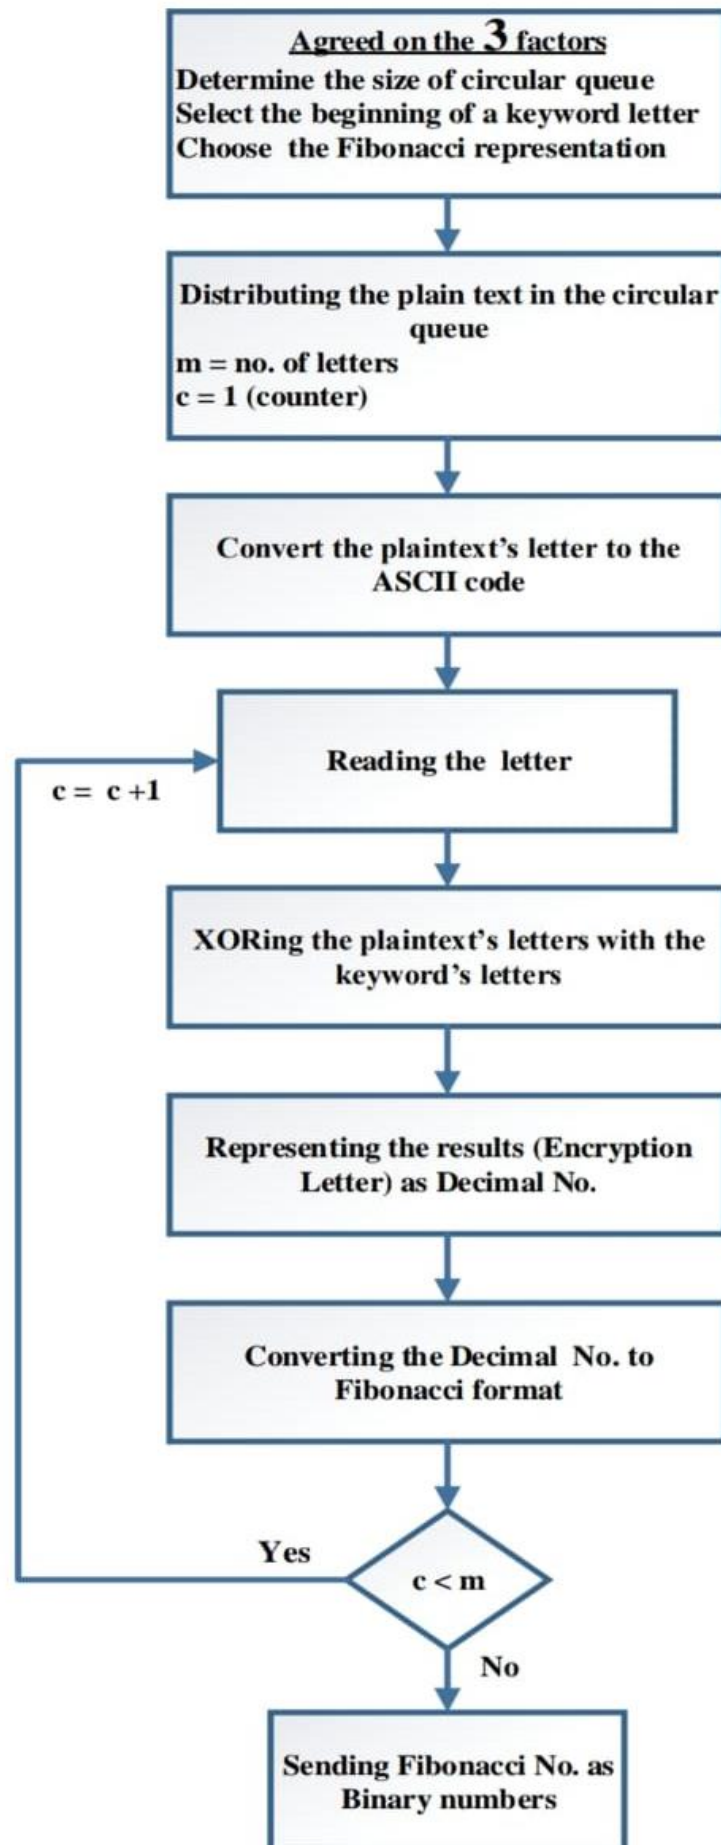 Agreed on the 3 factors
Determine the size of circular queue
Select the beginning of a keyword letter
Choose the Fibonacci representation
Distributing the plain text in the circular
queue
m = no. of letters
c = 1 (counter)
Convert the plaintext's letter to the
ASCII code
Reading the letter
c = c +1
XORing the plaintext's letters with the
keyword's letters
Representing the results (Encryption
Letter) as Decimal No.
Converting the Decimal No. to
Fibonacci format
Yes
c < m
No
Sending Fibonacci No. as
Binary numbers